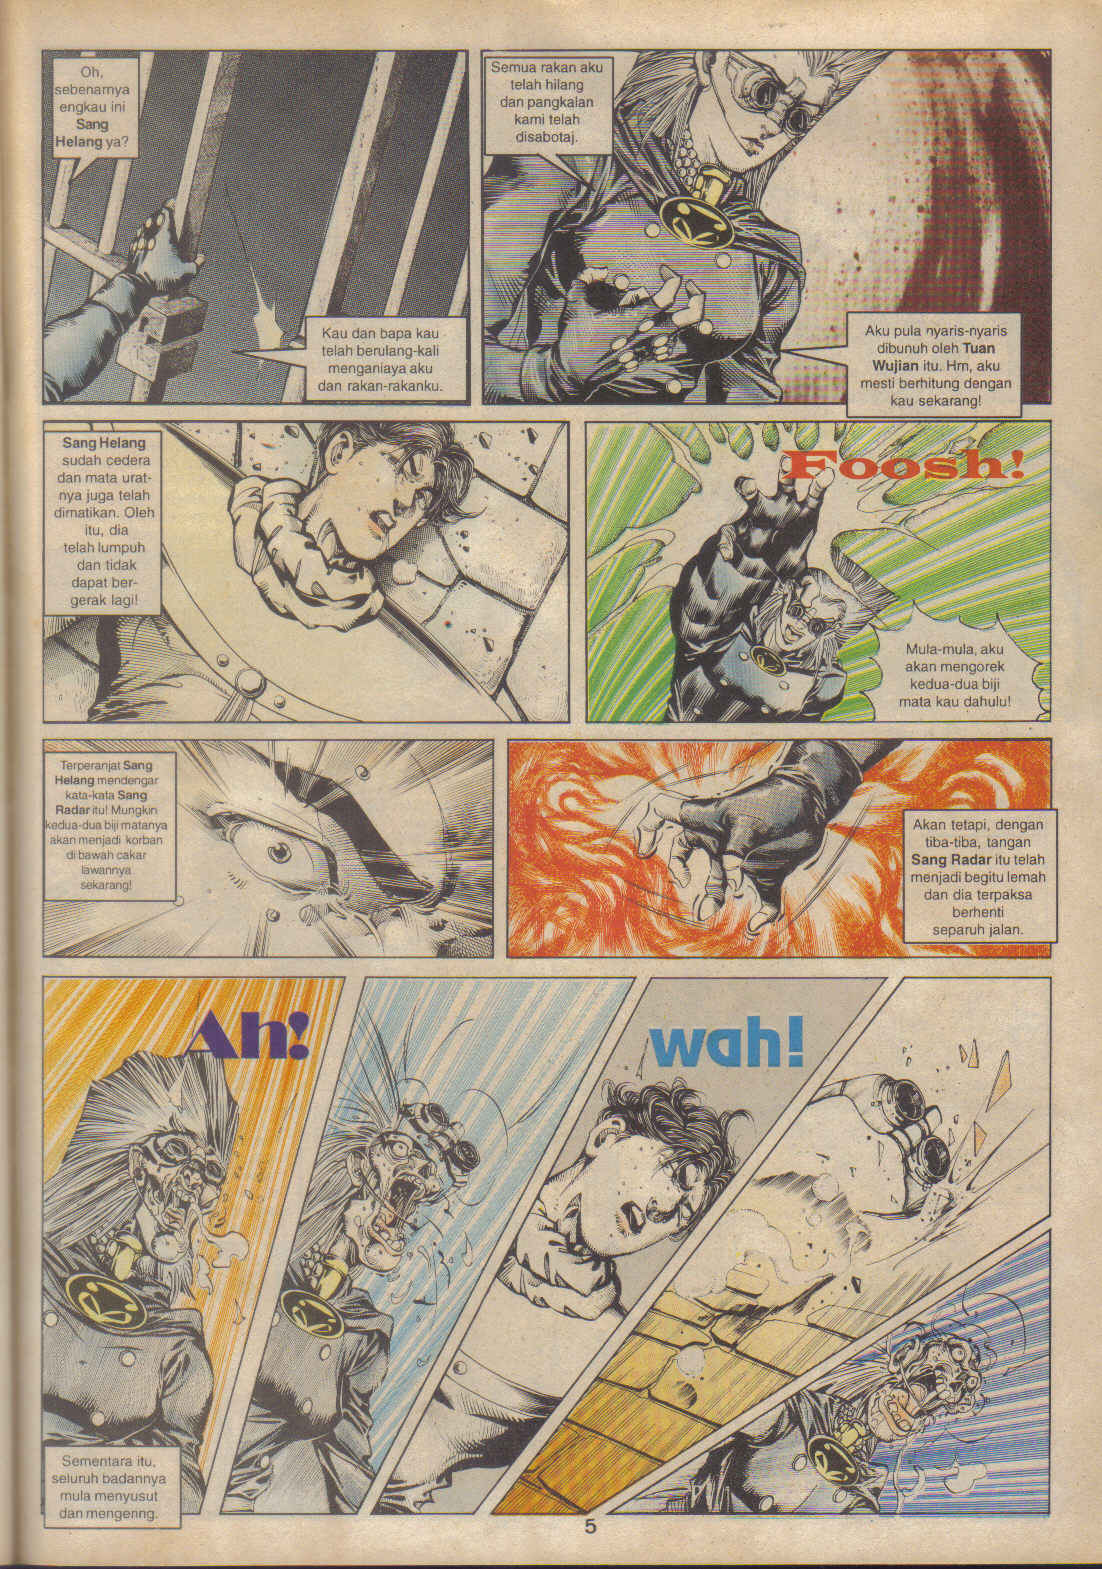 Oh,
sebenarnya
engkau ini
Sang
Helang ya?
Kau dan bapa kau
telah berulang-kali
menganiaya aku
dan rakan-rakanku.
Semua rakan aku
telah hilang
dan pangkalan
kami telah
disabotaj.
Aku pula nyaris-nyaris
dibunuh oleh Tuan
Wujian itu. Hm, aku
mesti berhitung dengan
kau sekarang!
Sang Helang
sudah cedera
dan mata urat-
nya juga telah
dimatikan. Oleh
itu, dia
telah lumpuh
dan tidak
dapat ber-
gerak lagi!
Foosh!
Mula-mula, aku
akan mengorek
kedua-dua biji
mata kau dahulu!
Terperanjat Sang
Helang mendengar
kata-kata Sang
Radar itu! Mungkin
kedua-dua biji matanya
akan menjadi korban
di bawah cakar
lawannya
sekarang!
Akan tetapi, dengan
tiba-tiba, tangan
Sang Radar itu telah
menjadi begitu lemah
dan dia terpaksa
berhenti
separuh jalan.
Ah!
wah!
Sementara itu,
seluruh badannya
mula menyusut
dan mengering.
5